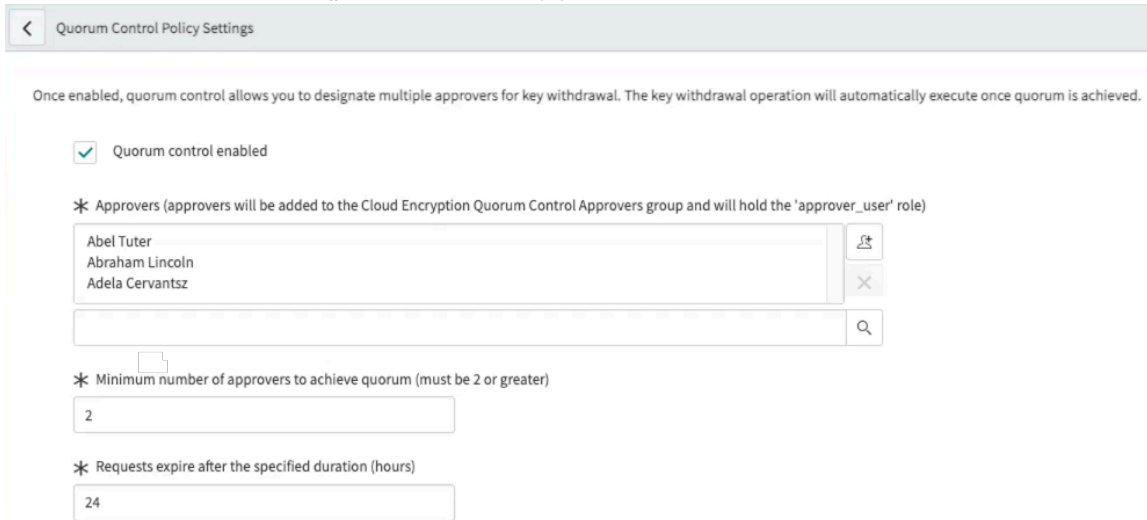 Quorum Control Policy Settings
Once enabled, quorum control allows you to designate multiple approvers for key withdrawal. The key withdrawal operation will automatically execute once quorum is achieved.
Quorum control enabled
* Approvers (approvers will be added to the Cloud Encryption Quorum Control Approvers group and will hold the 'approver_user' role)
Abel Tuter
Abraham Lincoln
Adela Cervantsz
* Minimum number of approvers to achieve quorum (must be 2 or greater)
2
* Requests expire after the specified duration (hours)
24